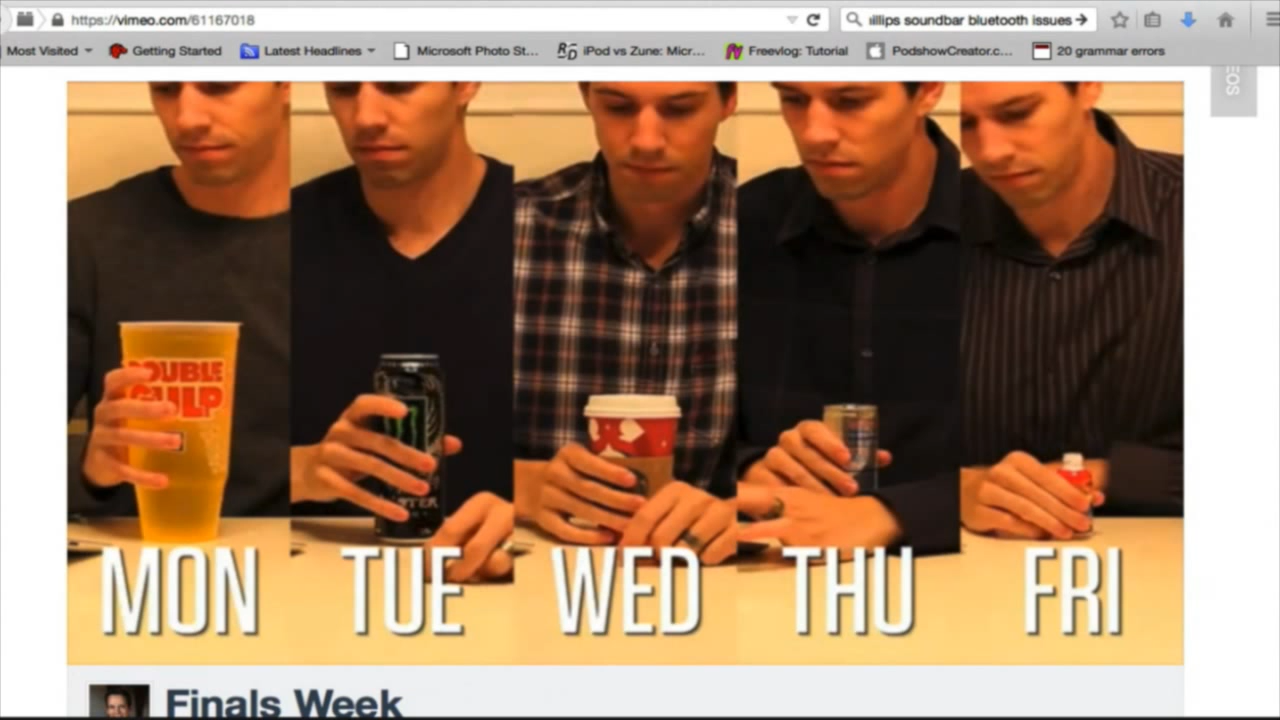 https://vimeo.com/61167018
illips soundbar bluetooth issues
Most Visited
Getting Started
Latest Headlines
Microsoft Photo St...
iPod vs Zune: Micr...
Freevlog: Tutorial
PodshowCreator.c...
20 grammar errors
EOS
DOUBLE
GULP
MON TUE WED THU FRI
Finals Week